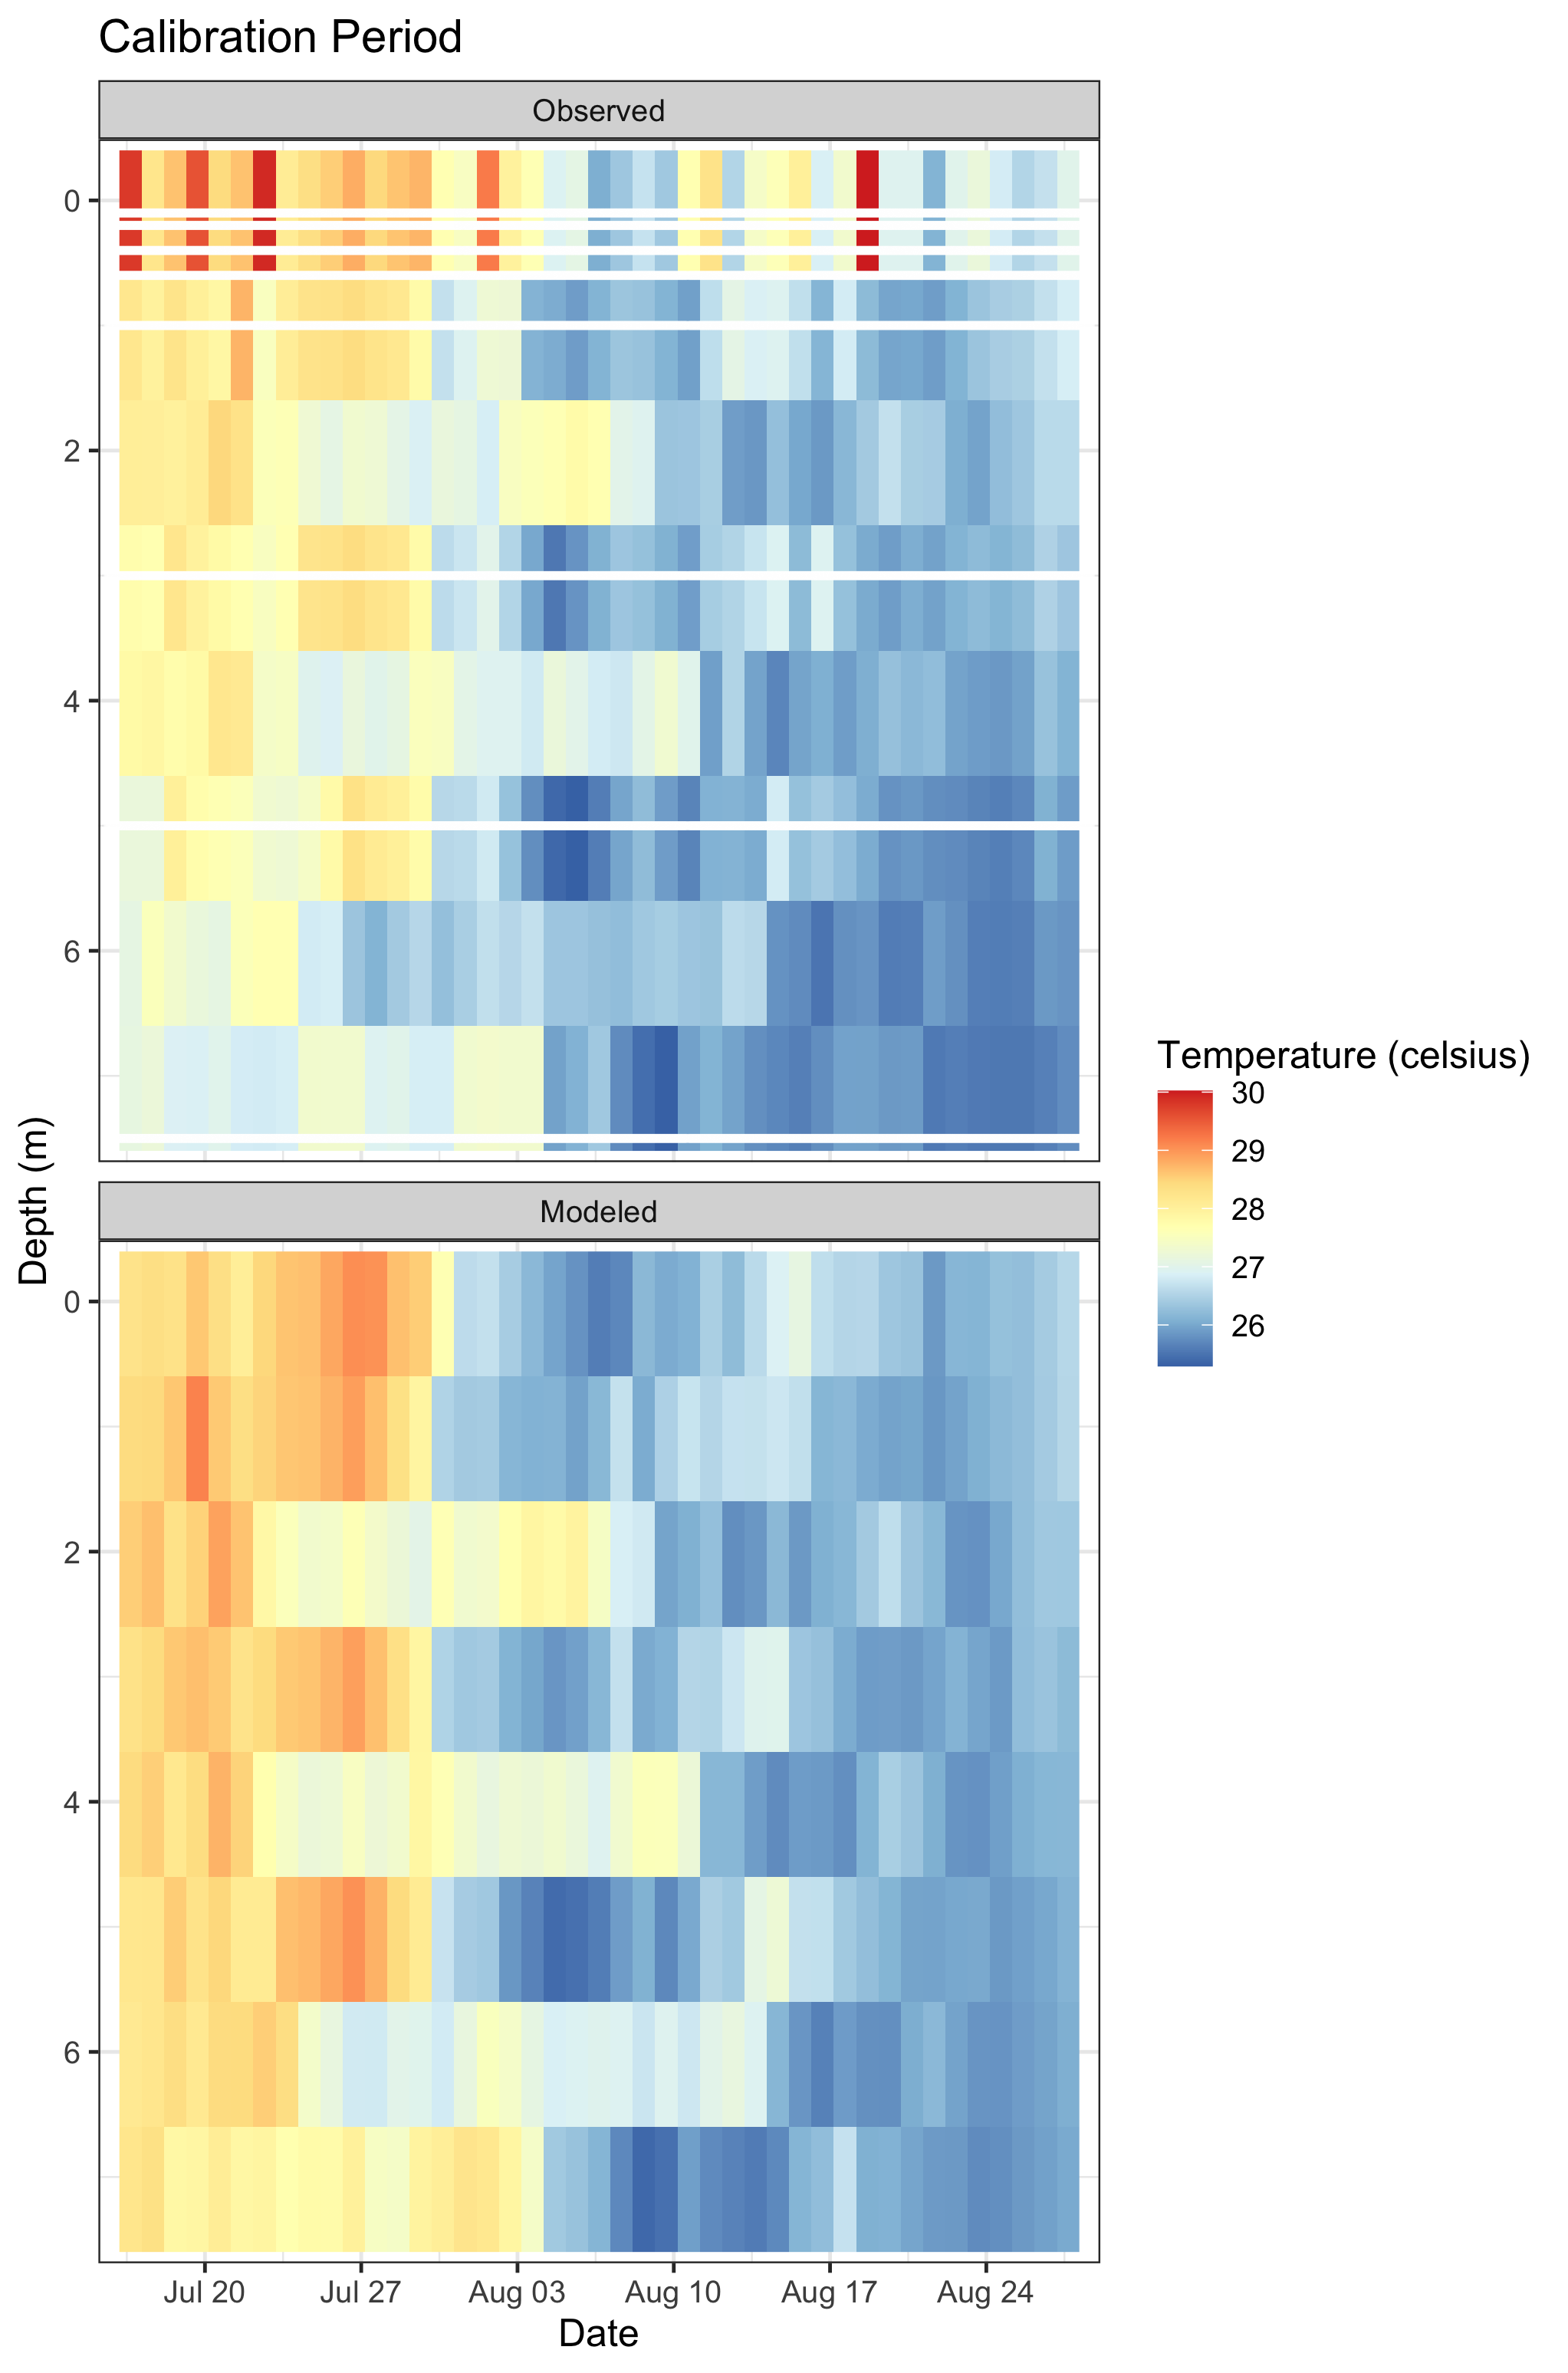 Calibration Period
Observed
0
2
4
6
Depth (m)
Modeled
0
2
4
6
Jul 20 Jul 27 Aug 03 Aug 10 Aug 17 Aug 24
Date
Temperature (celsius)
30
29
28
27
26